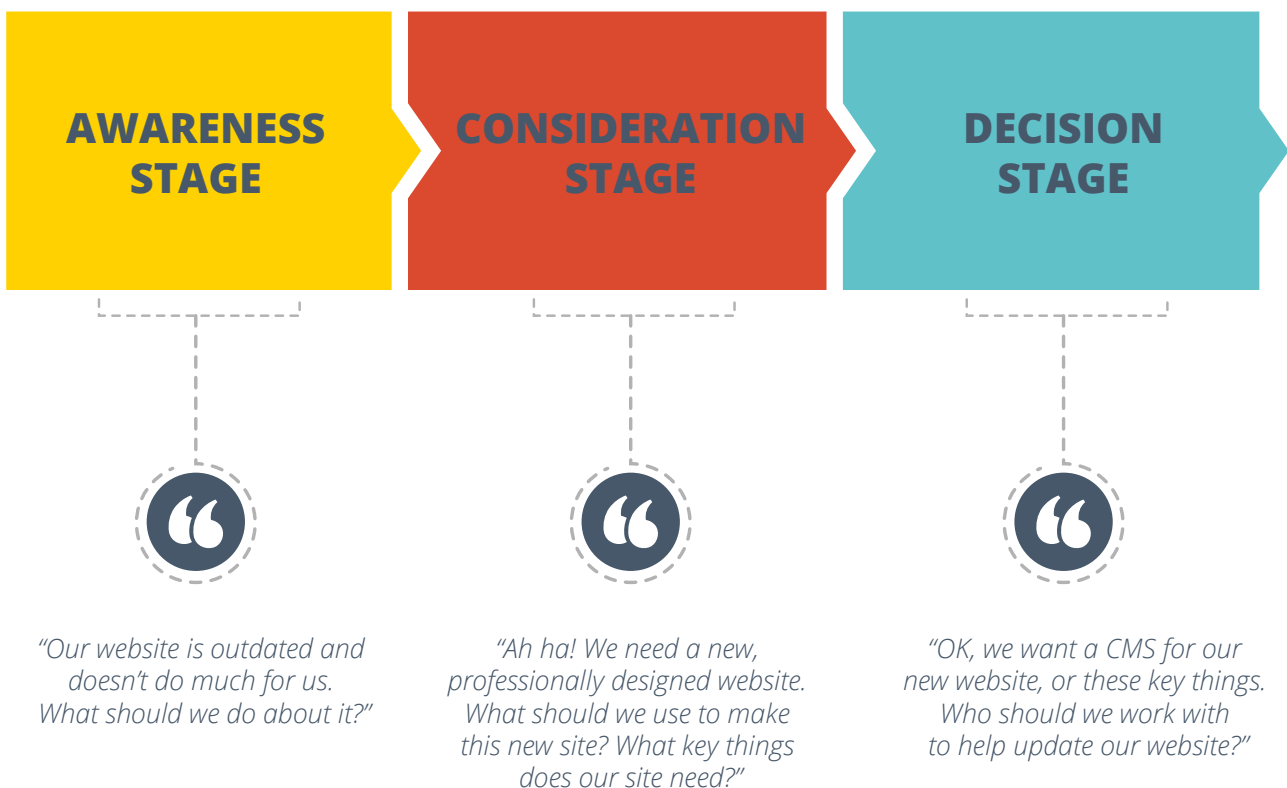 AWARENESS
STAGE
CONSIDERATION
STAGE
DECISION
STAGE
“Our website is outdated and
doesn’t do much for us.
What should we do about it?”
“Ah ha! We need a new,
professionally designed website.
What should we use to make
this new site? What key things
does our site need?”
“OK, we want a CMS for our
new website, or these key things.
Who should we work with
to help update our website?”